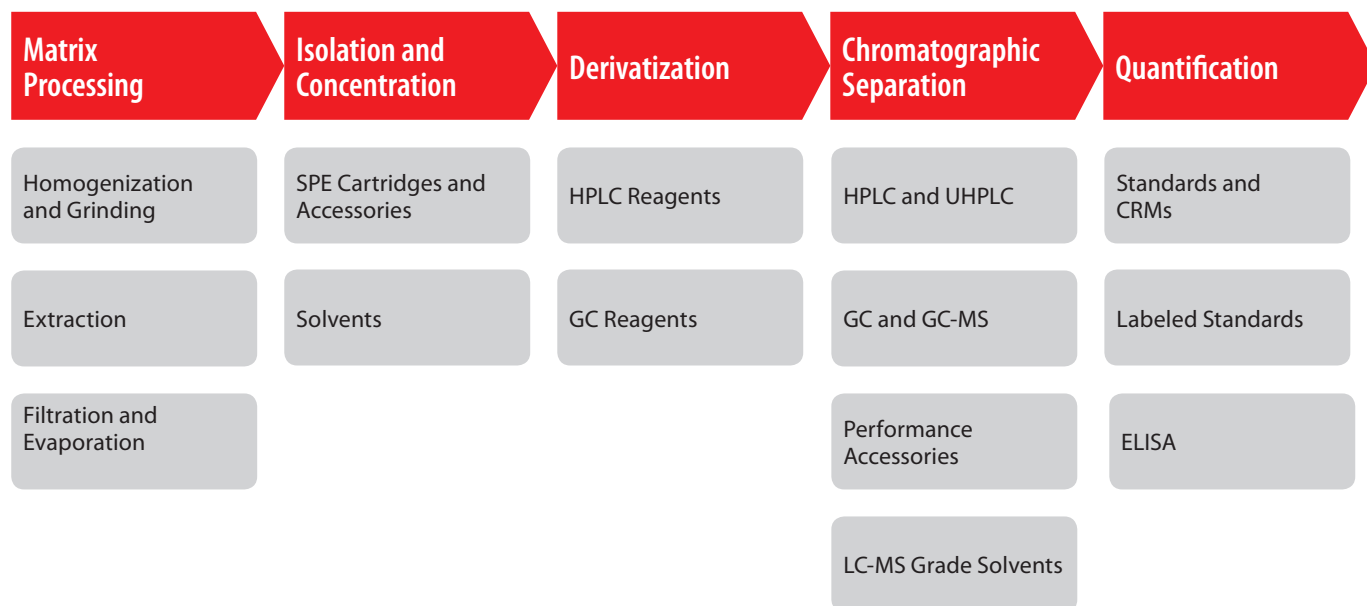 Matrix
Processing
Isolation and
Concentration
Derivatization
Chromatographic
Separation
Quantification
Homogenization
and Grinding
SPE Cartridges and
Accessories
HPLC Reagents
HPLC and UHPLC
Standards and
CRMs
Extraction
Solvents
GC Reagents
GC and GC-MS
Labeled Standards
Filtration and
Evaporation
Performance
Accessories
ELISA
LC-MS Grade Solvents